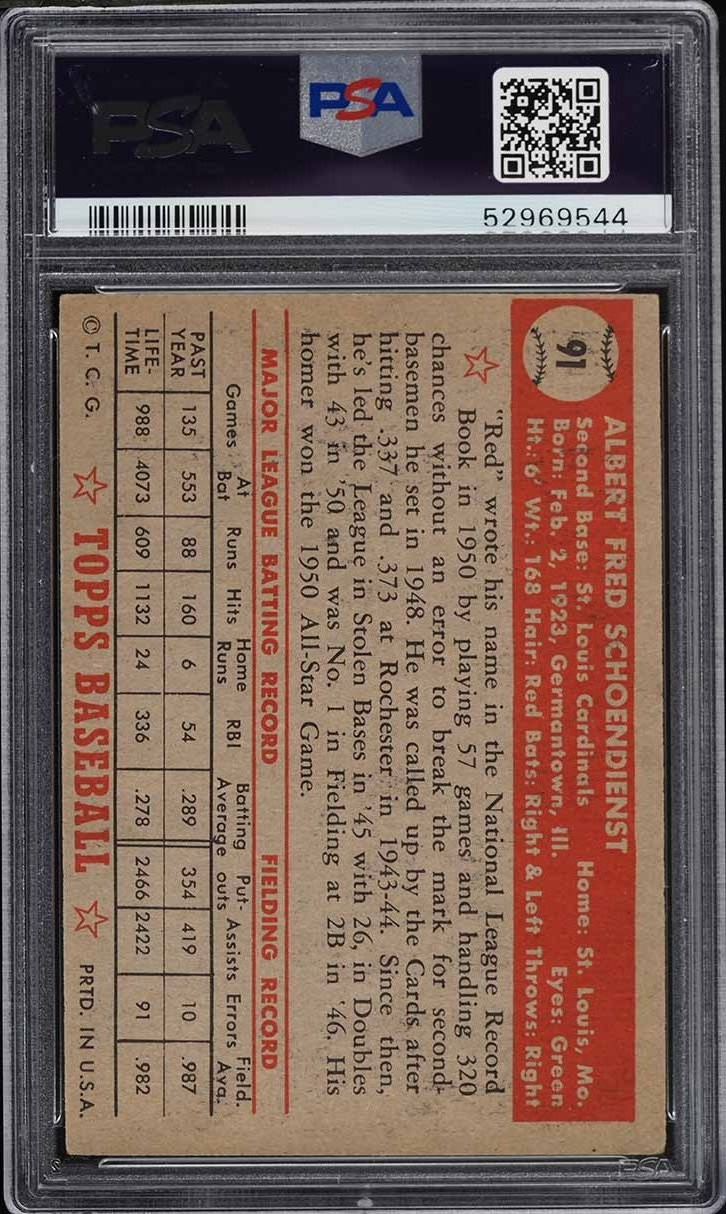 PSA
PSA
52969544
91
ALBERT FRED SCHOENDIENST
Second Base: St. Louis Cardinals Home: St. Louis, Mo.
Born: Feb. 2, 1923, Germantown, Ill. Eyes: Green
Ht.: 6' Wt.: 168 Hair: Red Bats: Right & Left Throws: Right
"Red" wrote his name in the National League Record
Book in 1950 by playing 57 games and handling 320
chances without an error to break the mark for second-
basemen he set in 1948. He was called up by the Cards after
hitting .337 and .373 at Rochester in 1943-44. Since then,
he's led the League in Stolen Bases in '45 with 26, in Doubles
with 43 in '50 and was No. 1 in Fielding at 2B in '46. His
homer won the 1950 All-Star Game.
MAJOR LEAGUE BATTING RECORD FIELDING RECORD
Games At Bat Runs Hits Home Runs RBI Batting Average Put-outs Assists Errors Field. Avg.
PAST YEAR 135 553 88 160 6 54 .289 354 419 10 .987
LIFE-TIME 988 4073 609 1132 24 336 .278 2466 2422 91 .982
© T. C. G. TOPPS BASEBALL PRTD. IN U.S.A.
PSA